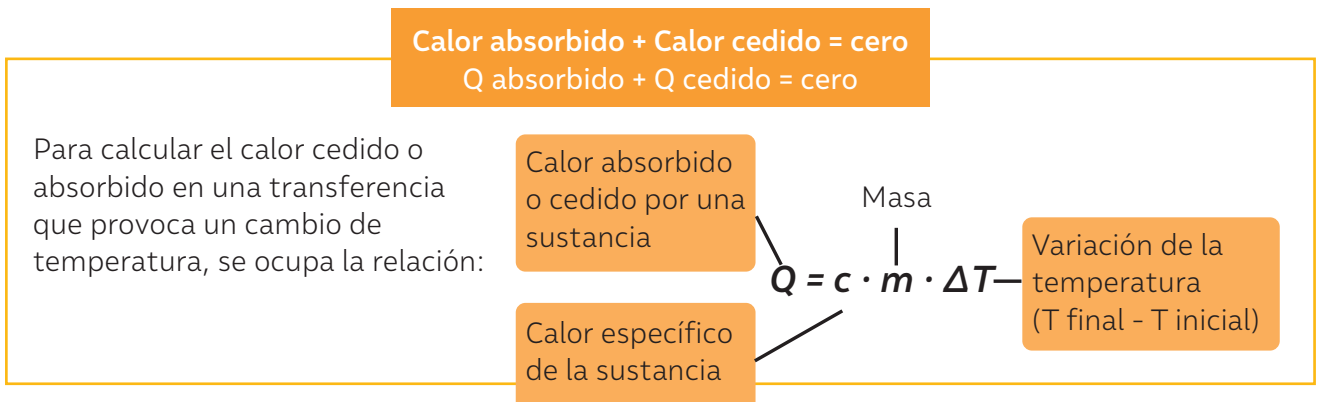 Calor absorbido + Calor cedido = cero
Q absorbido + Q cedido = cero
Para calcular el calor cedido o
absorbido en una transferencia
que provoca un cambio de
temperatura, se ocupa la relación:
Calor absorbido
o cedido por una
sustancia
Masa
Q = c · m · ΔT
Variación de la
temperatura
(T final - T inicial)
Calor específico
de la sustancia